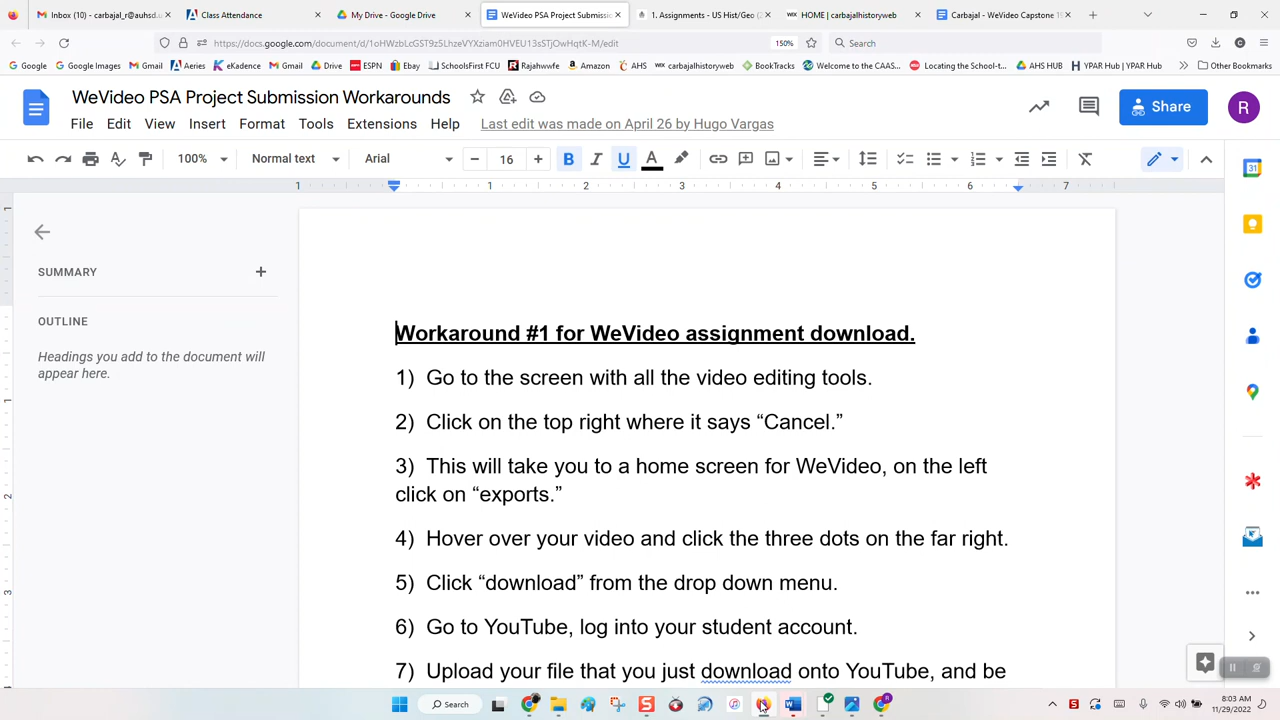 Inbox (10) - carbajal_r@auhsd.u
Class Attendance
My Drive - Google Drive
WeVideo PSA Project Submissic
1. Assignments - US Hist/Geo (
HOME | carbajalhistoryweb
Carbajal - WeVideo Capstone 1
https://docs.google.com/document/d/1oHWzbLcGST9z5LhzeVYXziam0HVEU13sSTjOwHqtK-M/edit
150%
Search
Google
Google Images
Gmail
Aeries
eKadence
Gmail
Drive
ESPN
Ebay
SchoolsFirst FCU
Rajahwwfe
Amazon
AHS
carbajalhistoryweb
BookTracks
Welcome to the CAAS...
Locating the School-t...
AHS HUB
YPAR Hub | YPAR Hub
Other Bookmarks
WeVideo PSA Project Submission Workarounds
Share
R
File Edit View Insert Format Tools Extensions Help Last edit was made on April 26 by Hugo Vargas
100% Normal text Arial 16 B I U A
1 1 2 3 4 5 6 7
SUMMARY
OUTLINE
Headings you add to the document will
appear here.
Workaround #1 for WeVideo assignment download.
1) Go to the screen with all the video editing tools.
2) Click on the top right where it says “Cancel.”
3) This will take you to a home screen for WeVideo, on the left
click on “exports.”
4) Hover over your video and click the three dots on the far right.
5) Click “download” from the drop down menu.
6) Go to YouTube, log into your student account.
7) Upload your file that you just download onto YouTube, and be
Search
8:03 AM
11/29/2022